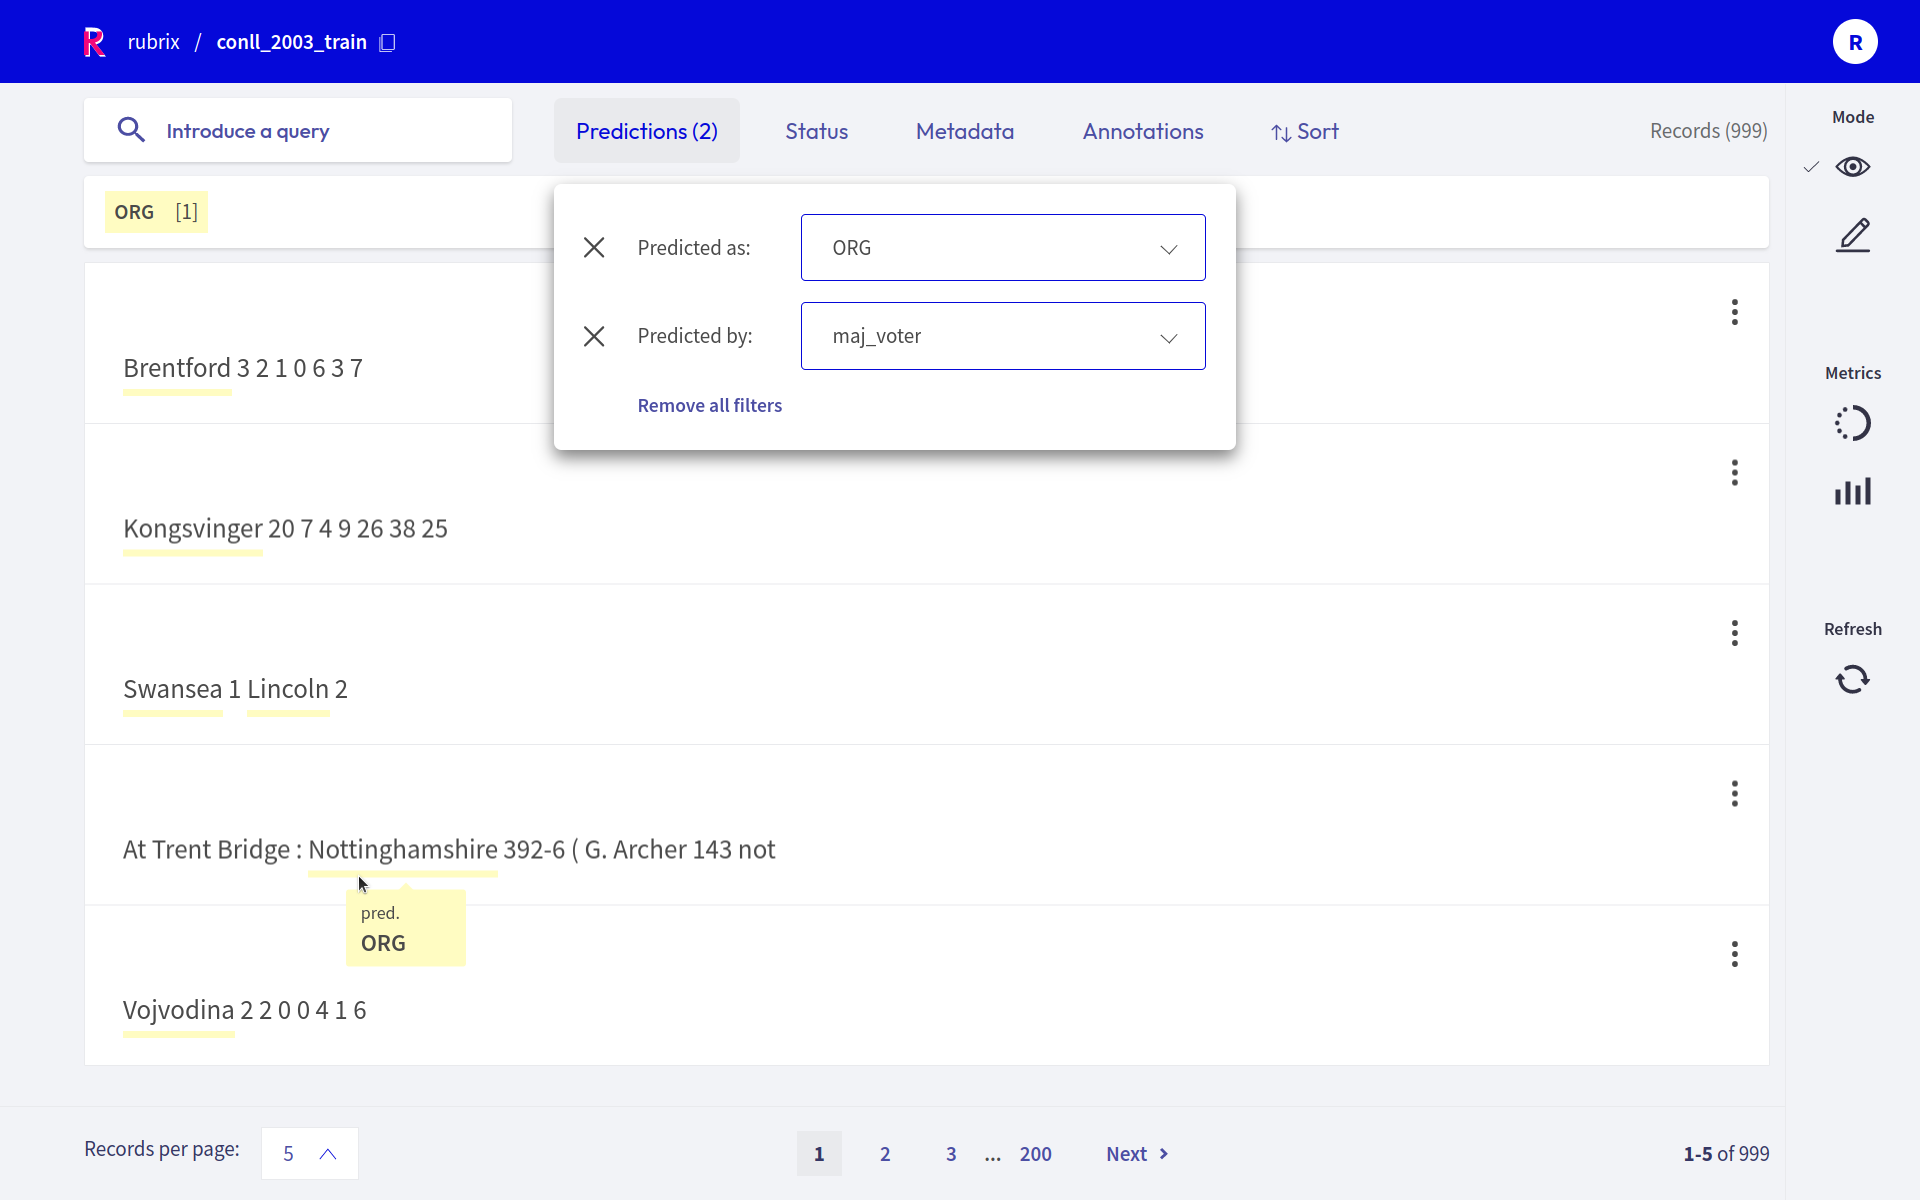 R rubrix / conll_2003_train R
Introduce a query Predictions (2) Status Metadata Annotations Sort Records (999)
Mode
ORG [1]
Predicted as: ORG
Predicted by: maj_voter
Remove all filters
Brentford 3 2 1 0 6 3 7
Metrics
Kongsvinger 20 7 4 9 26 38 25
Refresh
Swansea 1 Lincoln 2
At Trent Bridge : Nottinghamshire 392-6 ( G. Archer 143 not
pred.
ORG
Vojvodina 2 2 0 0 4 1 6
Records per page: 5 1 2 3 ... 200 Next 1-5 of 999